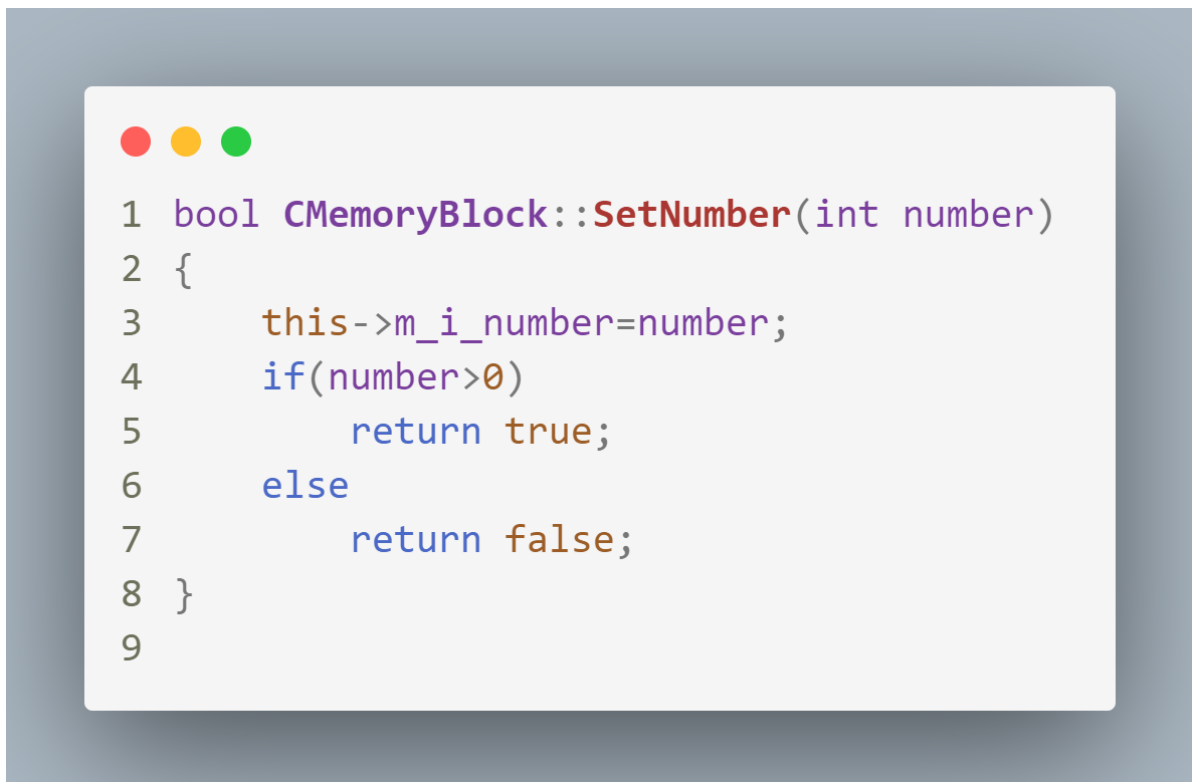 1 bool CMemoryBlock::SetNumber(int number)
2 {
3     this->m_i_number=number;
4     if(number>0)
5         return true;
6     else
7         return false;
8 }
9